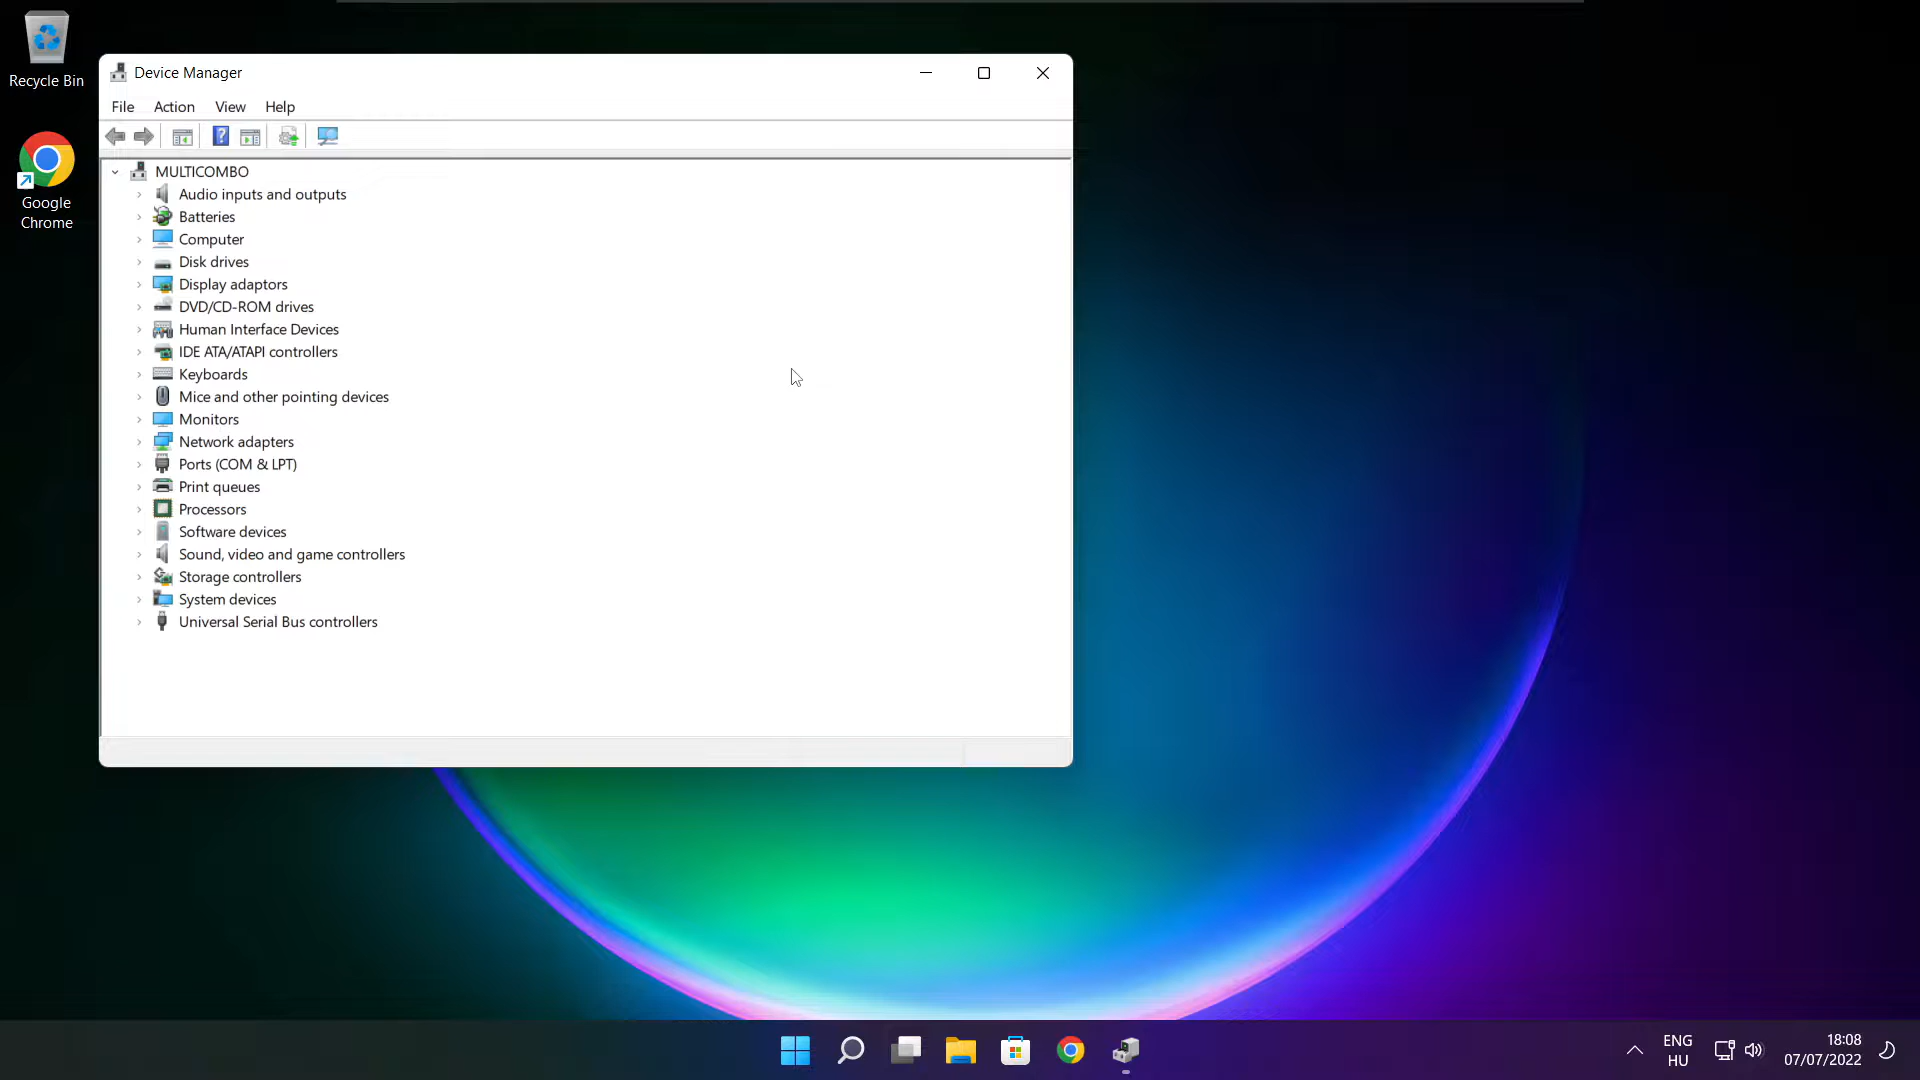 Recycle Bin
Google
Chrome
Device Manager
File Action View Help
MULTICOMBO
Audio inputs and outputs
Batteries
Computer
Disk drives
Display adaptors
DVD/CD-ROM drives
Human Interface Devices
IDE ATA/ATAPI controllers
Keyboards
Mice and other pointing devices
Monitors
Network adapters
Ports (COM & LPT)
Print queues
Processors
Software devices
Sound, video and game controllers
Storage controllers
System devices
Universal Serial Bus controllers
ENG
HU
18:08
07/07/2022